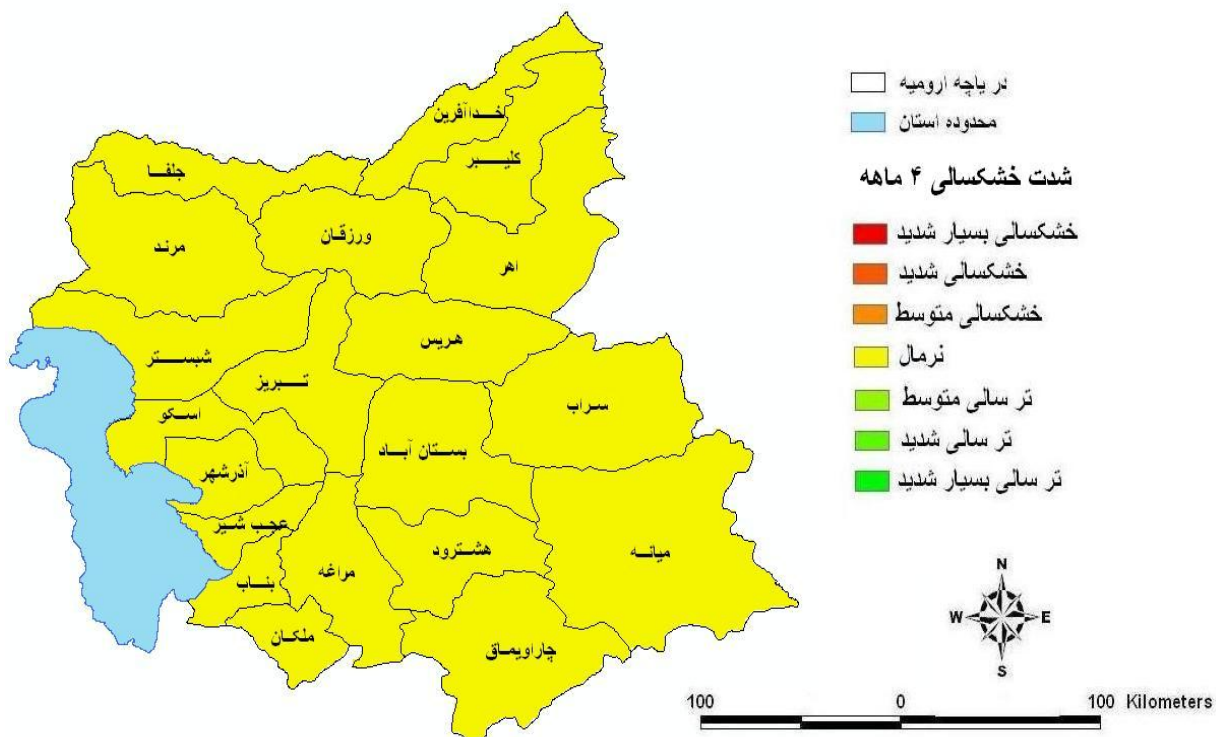 خداآفرین
کلیبر
جلفا
ورزقان
مرند
اهر
هریس
شبستر
تبریز
سراب
اسکو
بستان آباد
آذرشهر
عجب شیر
هشترود
میانه
مراغه
بناب
ملکان
چاراویماق
در یاچه ارومیه
محدوده استان
شدت خشکسالی ۴ ماهه
خشکسالی بسیار شدید
خشکسالی شدید
خشکسالی متوسط
نرمال
تر سالی متوسط
تر سالی شدید
تر سالی بسیار شدید
N
W E
S
100 0 100 Kilometers